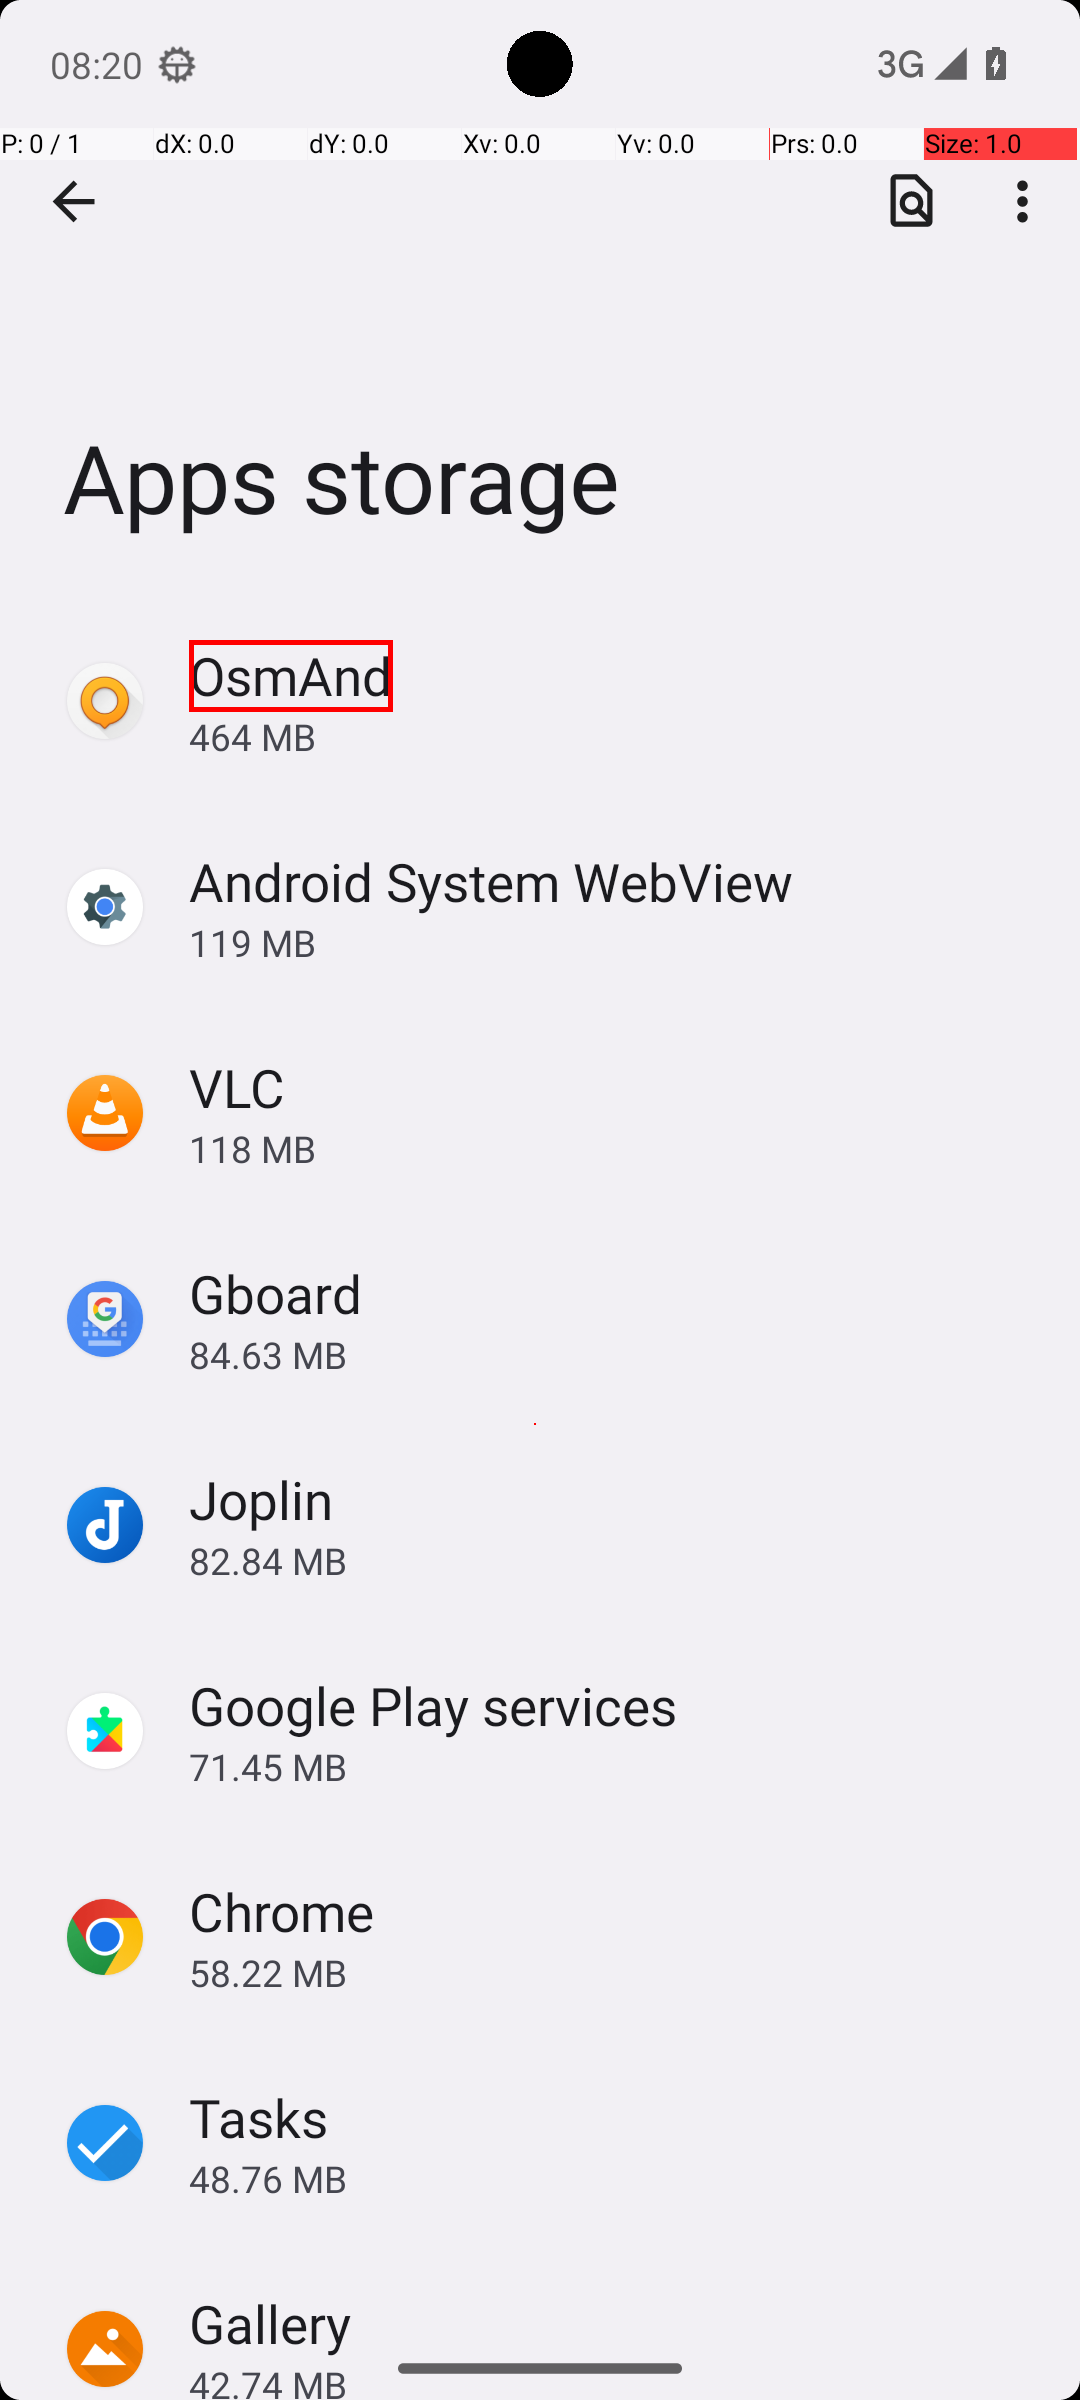 08:20
3G
P: 0 / 1 dX: 0.0 dY: 0.0 Xv: 0.0 Yv: 0.0 Prs: 0.0 Size: 1.0
Apps storage
OsmAnd
464 MB
Android System WebView
119 MB
VLC
118 MB
Gboard
84.63 MB
Joplin
82.84 MB
Google Play services
71.45 MB
Chrome
58.22 MB
Tasks
48.76 MB
Gallery
42.74 MB